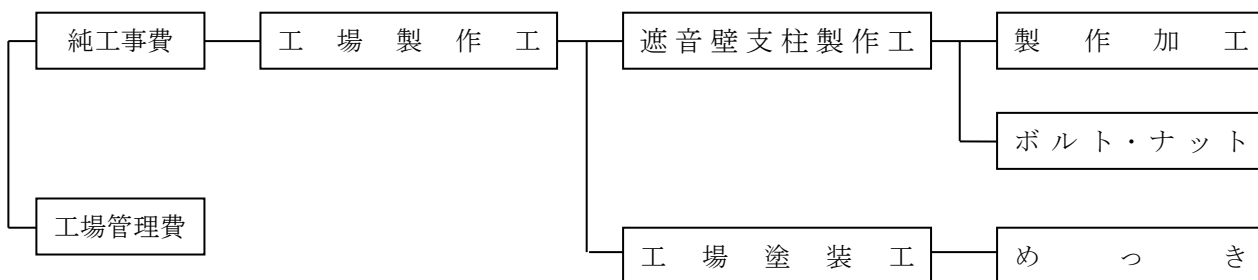 純工事費
工場製作工
遮音壁支柱製作工
製作加工
ボルト・ナット
工場管理費
工場塗装工
めっき